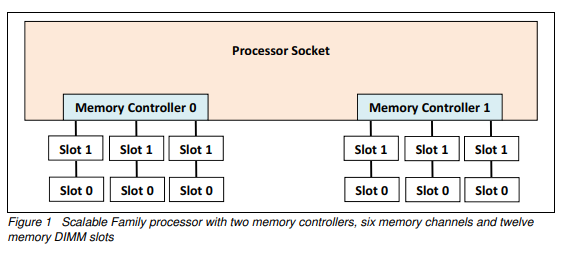 Processor Socket
Memory Controller 0
Memory Controller 1
Slot 1 Slot 1 Slot 1 Slot 1 Slot 1 Slot 1
Slot 0 Slot 0 Slot 0 Slot 0 Slot 0 Slot 0
Figure 1 Scalable Family processor with two memory controllers, six memory channels and twelve
memory DIMM slots